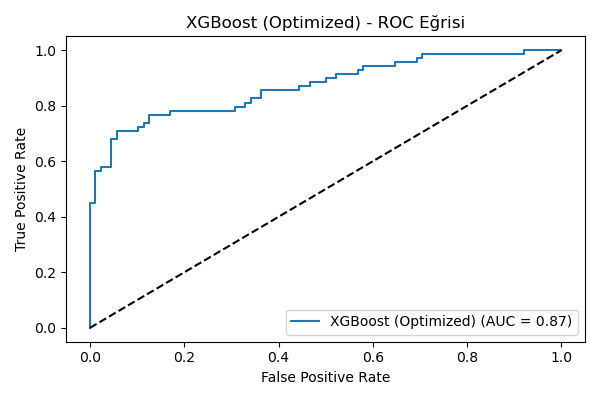 XGBoost (Optimized) - ROC Eğrisi
1.0
0.8
0.6
0.4
0.2
0.0
True Positive Rate
XGBoost (Optimized) (AUC = 0.87)
0.0 0.2 0.4 0.6 0.8 1.0
False Positive Rate